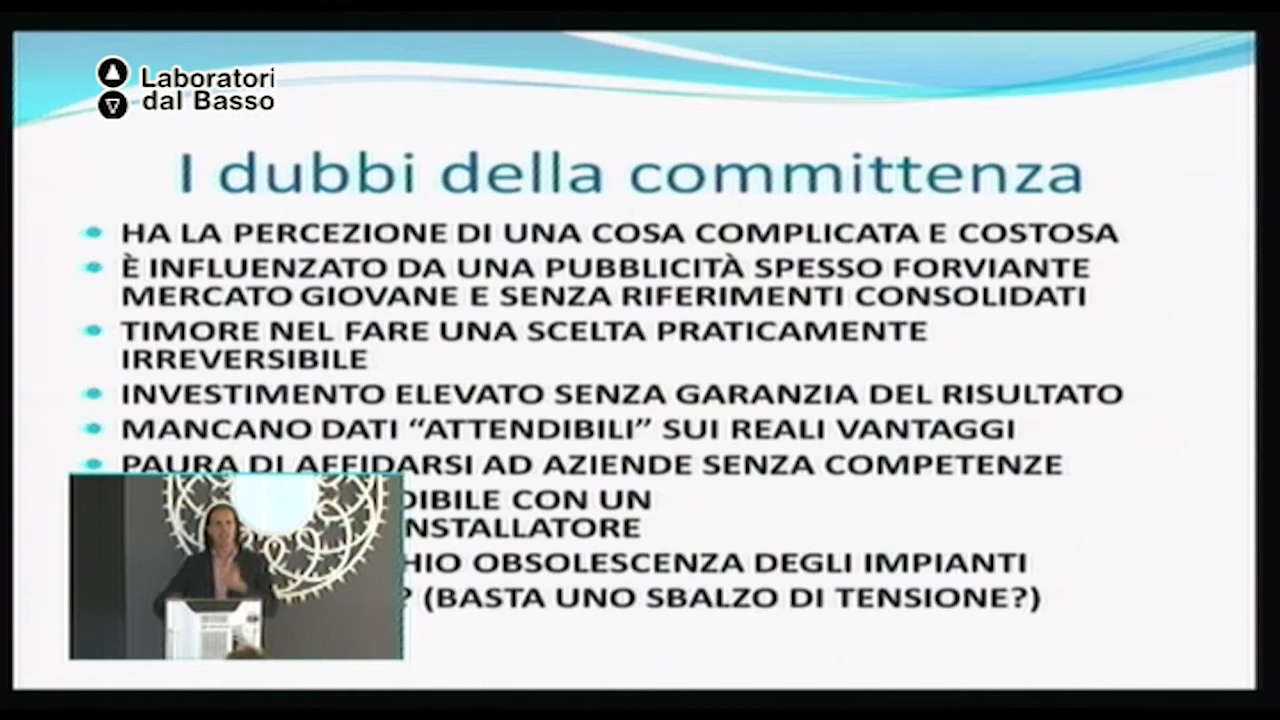 Laboratori
dal Basso
I dubbi della committenza
HA LA PERCEZIONE DI UNA COSA COMPLICATA E COSTOSA
È INFLUENZATO DA UNA PUBBLICITÀ SPESSO FORVIANTE
MERCATO GIOVANE E SENZA RIFERIMENTI CONSOLIDATI
TIMORE NEL FARE UNA SCELTA PRATICAMENTE
IRREVERSIBILE
INVESTIMENTO ELEVATO SENZA GARANZIA DEL RISULTATO
MANCANO DATI “ATTENDIBILI” SUI REALI VANTAGGI
PAURA DI AFFIDARSI AD AZIENDE SENZA COMPETENZE
DIBILE CON UN
NSTALLATORE
HIO OBSOLESCENZA DEGLI IMPIANTI
? (BASTA UNO SBALZO DI TENSIONE?)